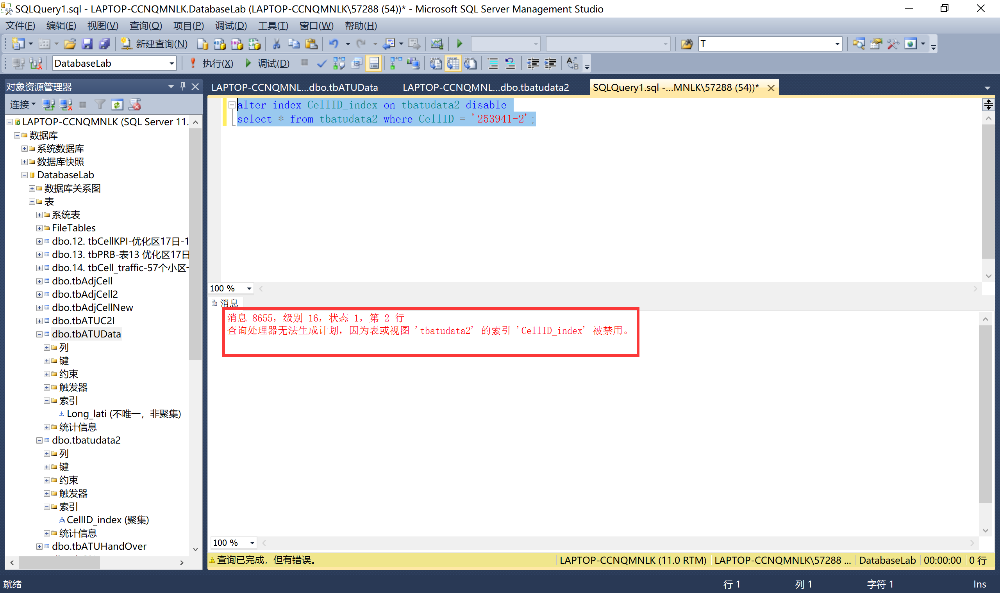 SQLQuery1.sql - LAPTOP-CCNQMNLK.DatabaseLab (LAPTOP-CCNQMNLK\57288 (54))* - Microsoft SQL Server Management Studio
文件(F) 编辑(E) 视图(V) 查询(Q) 项目(P) 调试(D) 工具(T) 窗口(W) 帮助(H)
新建查询(N) T
DatabaseLab 执行(X) 调试(D)
对象资源管理器
连接
LAPTOP-CCNQMNLK (SQL Server 11.
数据库
系统数据库
数据库快照
DatabaseLab
数据库关系图
表
系统表
FileTables
dbo.12. tbCellKPI-优化区17日-1
dbo.13. tbPRB-表13 优化区17日
dbo.14. tbCell_traffic-57个小区-
dbo.tbAdjCell
dbo.tbAdjCell2
dbo.tbAdjCellNew
dbo.tbATUC2I
dbo.tbATUData
列
键
约束
触发器
索引
Long_lati (不唯一，非聚集)
统计信息
dbo.tbatudata2
列
键
约束
触发器
索引
CellID_index (聚集)
统计信息
dbo.tbATUHandOver
LAPTOP-CCNQMNL...dbo.tbATUData LAPTOP-CCNQMNL...dbo.tbatudata2 SQLQuery1.sql -...MNLK\57288 (54))*
alter index CellID_index on tbatudata2 disable
select * from tbatudata2 where CellID = '253941-2';
100 %
消息
消息 8655，级别 16，状态 1，第 2 行
查询处理器无法生成计划，因为表或视图 'tbatudata2' 的索引 'CellID_index' 被禁用。
100 %
查询已完成，但有错误。 LAPTOP-CCNQMNLK (11.0 RTM) LAPTOP-CCNQMNLK\57288 ... DatabaseLab 00:00:00 0 行
就绪 行 1 列 1 字符 1 Ins